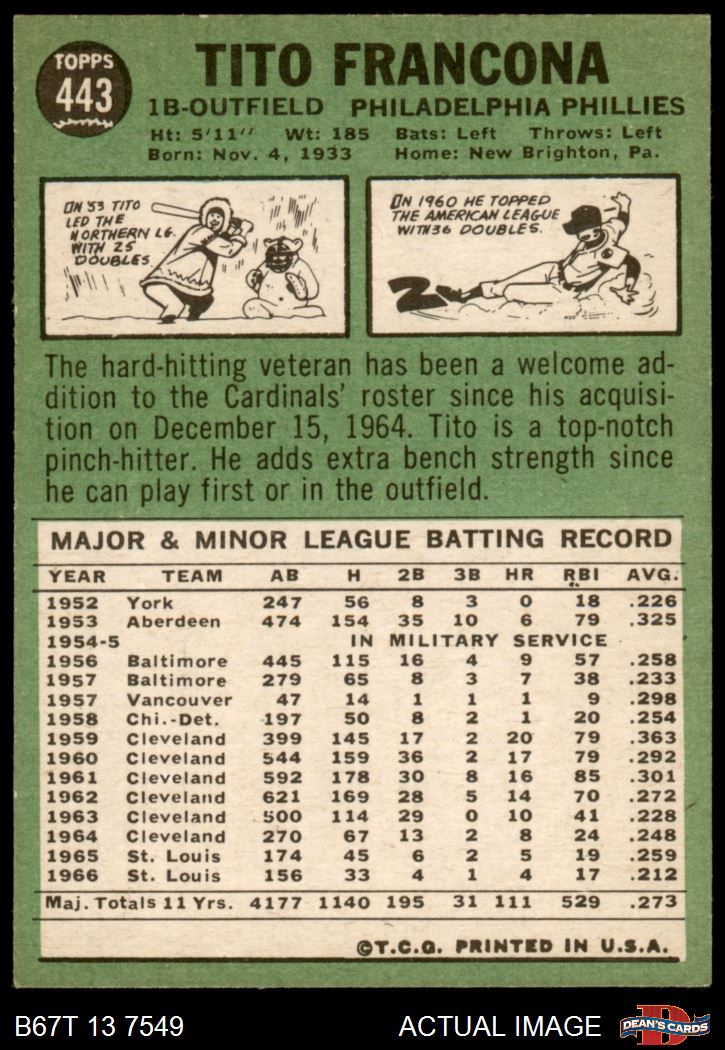 TOPPS
443
TITO FRANCONA
1B-OUTFIELD PHILADELPHIA PHILLIES
Ht: 5'11" Wt: 185 Bats: Left Throws: Left
Born: Nov. 4, 1933 Home: New Brighton, Pa.
IN '53 TITO
LED THE
NORTHERN LG.
WITH 25
DOUBLES.
IN 1960 HE TOPPED
THE AMERICAN LEAGUE
WITH 36 DOUBLES.
2
The hard-hitting veteran has been a welcome ad-
dition to the Cardinals' roster since his acquisi-
tion on December 15, 1964. Tito is a top-notch
pinch-hitter. He adds extra bench strength since
he can play first or in the outfield.
MAJOR & MINOR LEAGUE BATTING RECORD
YEAR TEAM AB H 2B 3B HR RBI AVG.
1952 York 247 56 8 3 0 18 .226
1953 Aberdeen 474 154 35 10 6 79 .325
1954-5 IN MILITARY SERVICE
1956 Baltimore 445 115 16 4 9 57 .258
1957 Baltimore 279 65 8 3 7 38 .233
1957 Vancouver 47 14 1 1 1 9 .298
1958 Chi.-Det. 197 50 8 2 1 20 .254
1959 Cleveland 399 145 17 2 20 79 .363
1960 Cleveland 544 159 36 2 17 79 .292
1961 Cleveland 592 178 30 8 16 85 .301
1962 Cleveland 621 169 28 5 14 70 .272
1963 Cleveland 500 114 29 0 10 41 .228
1964 Cleveland 270 67 13 2 8 24 .248
1965 St. Louis 174 45 6 2 5 19 .259
1966 St. Louis 156 33 4 1 4 17 .212
Maj. Totals 11 Yrs. 4177 1140 195 31 111 529 .273
©T.C.G. PRINTED IN U.S.A.
B67T 13 7549 ACTUAL IMAGE
D
DEAN'S CARDS